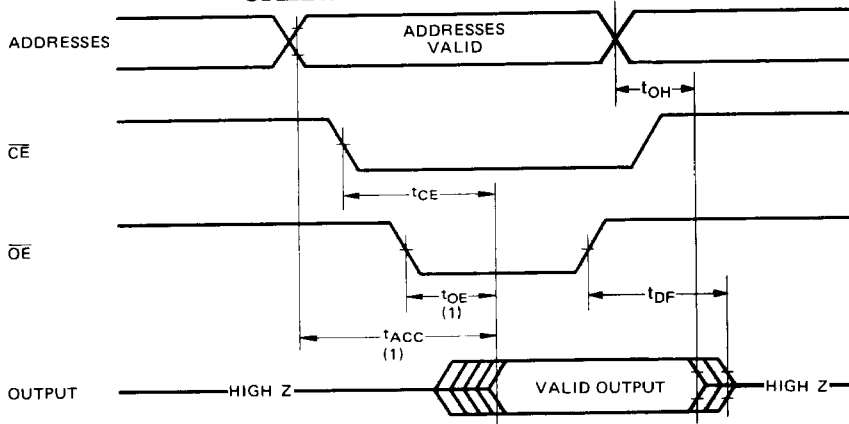 ADDRESSES
ADDRESSES
VALID
tOH
CE
tCE
OE
tOE
(1)
tDF
tACC
(1)
OUTPUT
HIGH Z
VALID OUTPUT
HIGH Z